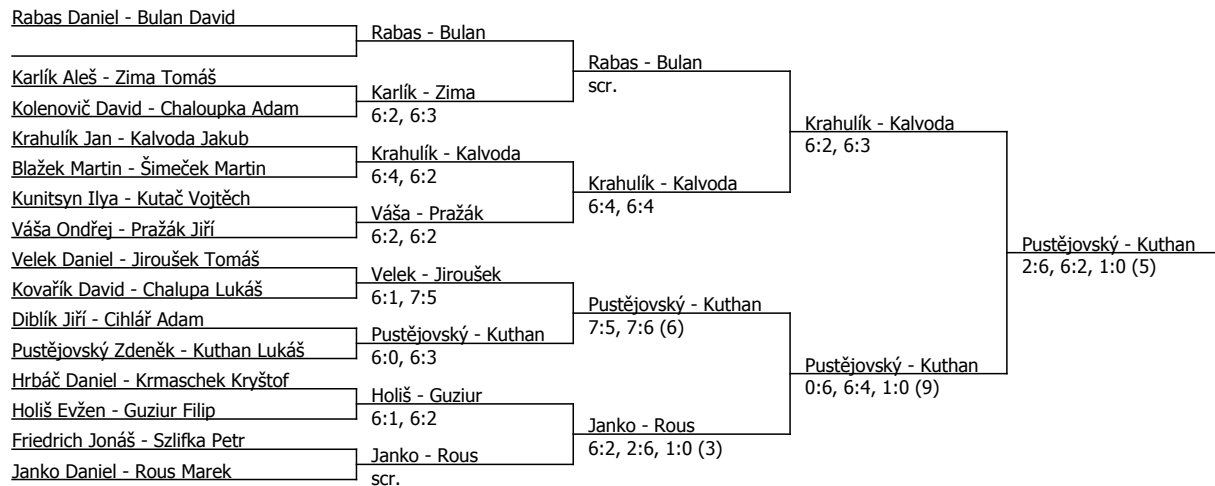 Rabas Daniel - Bulan David
Karlík Aleš - Zima Tomáš
Kolenovič David - Chaloupka Adam
Krahulík Jan - Kalvoda Jakub
Blažek Martin - Šimeček Martin
Kunitsyn Ilya - Kutač Vojtěch
Váša Ondřej - Pražák Jiří
Velek Daniel - Jiroušek Tomáš
Kovařík David - Chalupa Lukáš
Diblík Jiří - Cihlář Adam
Pustějovský Zdeněk - Kuthan Lukáš
Hrbáč Daniel - Krmaschek Kryštof
Holiš Evžen - Guziur Filip
Friedrich Jonáš - Szlifka Petr
Janko Daniel - Rous Marek
Rabas - Bulan
Karlík - Zima
6:2, 6:3
Krahulík - Kalvoda
6:4, 6:2
Váša - Pražák
6:2, 6:2
Velek - Jiroušek
6:1, 7:5
Pustějovský - Kuthan
6:0, 6:3
Holiš - Guziur
6:1, 6:2
Janko - Rous
scr.
Rabas - Bulan
scr.
Krahulík - Kalvoda
6:4, 6:4
Pustějovský - Kuthan
7:5, 7:6 (6)
Janko - Rous
6:2, 2:6, 1:0 (3)
Krahulík - Kalvoda
6:2, 6:3
Pustějovský - Kuthan
0:6, 6:4, 1:0 (9)
Pustějovský - Kuthan
2:6, 6:2, 1:0 (5)